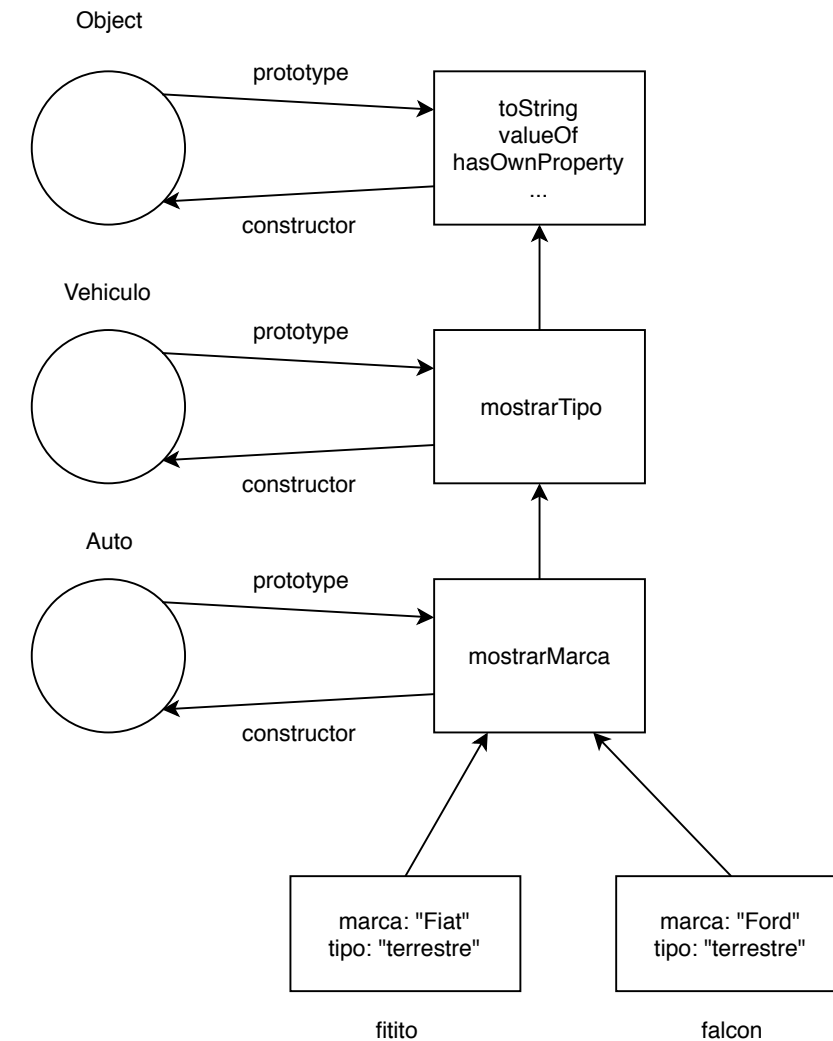 Object
prototype
toString
valueOf
hasOwnProperty
...
constructor
Vehiculo
prototype
mostrarTipo
constructor
Auto
prototype
mostrarMarca
constructor
marca: "Fiat"
tipo: "terrestre"
marca: "Ford"
tipo: "terrestre"
fitito
falcon